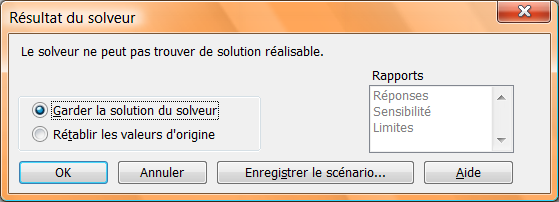 Résultat du solveur
Le solveur ne peut pas trouver de solution réalisable.
Rapports
Garder la solution du solveur
Rétablir les valeurs d'origine
Réponses
Sensibilité
Limites
OK
Annuler
Enregistrer le scénario...
Aide